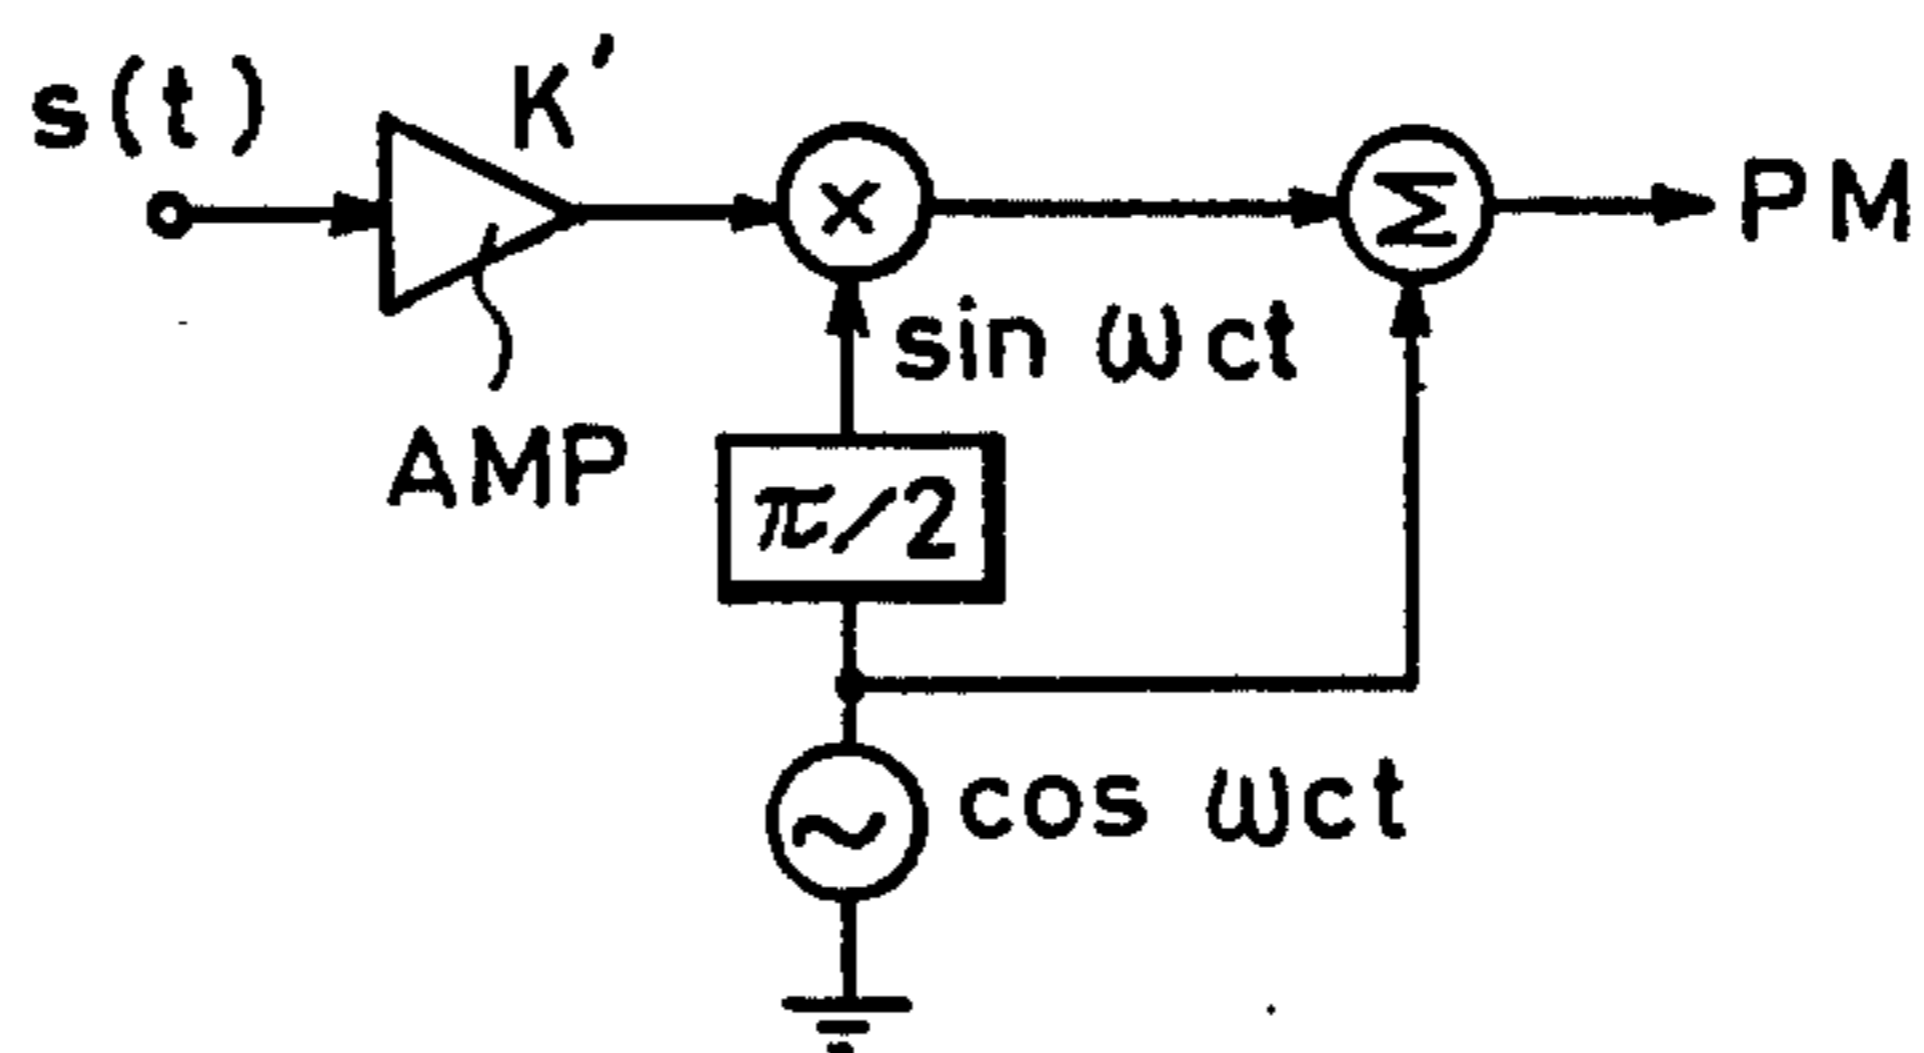 s(t)
K′
×
Σ
PM
sin ωct
AMP
π/2
cos ωct